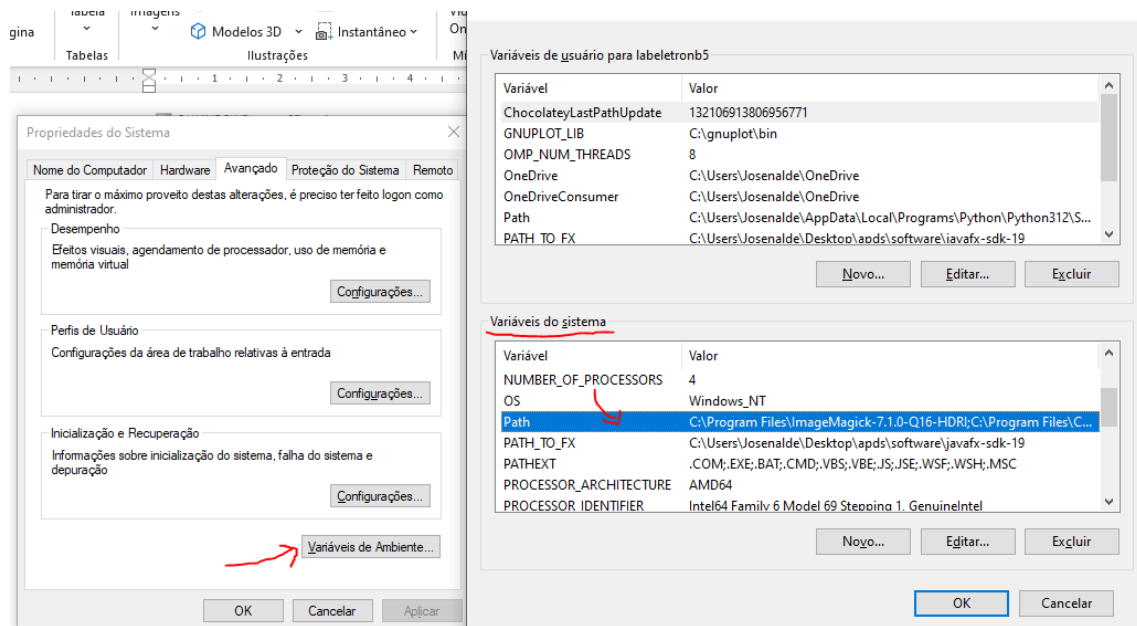 Tabela
Imagens
gina
Modelos 3D
Instantâneo
On
Tabelas
Ilustrações
1 2 3 4
Propriedades do Sistema
Nome do Computador Hardware Avançado Proteção do Sistema Remoto
Para tirar o máximo proveito destas alterações, é preciso ter feito logon como
administrador.
Desempenho
Efeitos visuais, agendamento de processador, uso de memória e
memória virtual
Configurações...
Perfis de Usuário
Configurações da área de trabalho relativas à entrada
Configurações...
Inicialização e Recuperação
Informações sobre inicialização do sistema, falha do sistema e
depuração
Configurações...
Variáveis de Ambiente...
OK Cancelar Aplicar
Variáveis de usuário para labeletronb5
Variável Valor
ChocolateyLastPathUpdate 132106913806956771
GNUPLOT_LIB C:\gnuplot\bin
OMP_NUM_THREADS 8
OneDrive C:\Users\Josenalde\OneDrive
OneDriveConsumer C:\Users\Josenalde\OneDrive
Path C:\Users\Josenalde\AppData\Local\Programs\Python\Python312\S...
PATH_TO_FX C:\Users\Josenalde\Desktop\apds\software\javafx-sdk-19
Novo... Editar... Excluir
Variáveis do sistema
Variável Valor
NUMBER_OF_PROCESSORS 4
OS Windows_NT
Path C:\Program Files\ImageMagick-7.1.0-Q16-HDRI;C:\Program Files\C...
PATH_TO_FX C:\Users\Josenalde\Desktop\apds\software\javafx-sdk-19
PATHEXT .COM;.EXE;.BAT;.CMD;.VBS;.VBE;.JS;.JSE;.WSF;.WSH;.MSC
PROCESSOR_ARCHITECTURE AMD64
PROCESSOR_IDENTIFIER Intel64 Family 6 Model 69 Stepping 1, GenuineIntel
Novo... Editar... Excluir
OK Cancelar